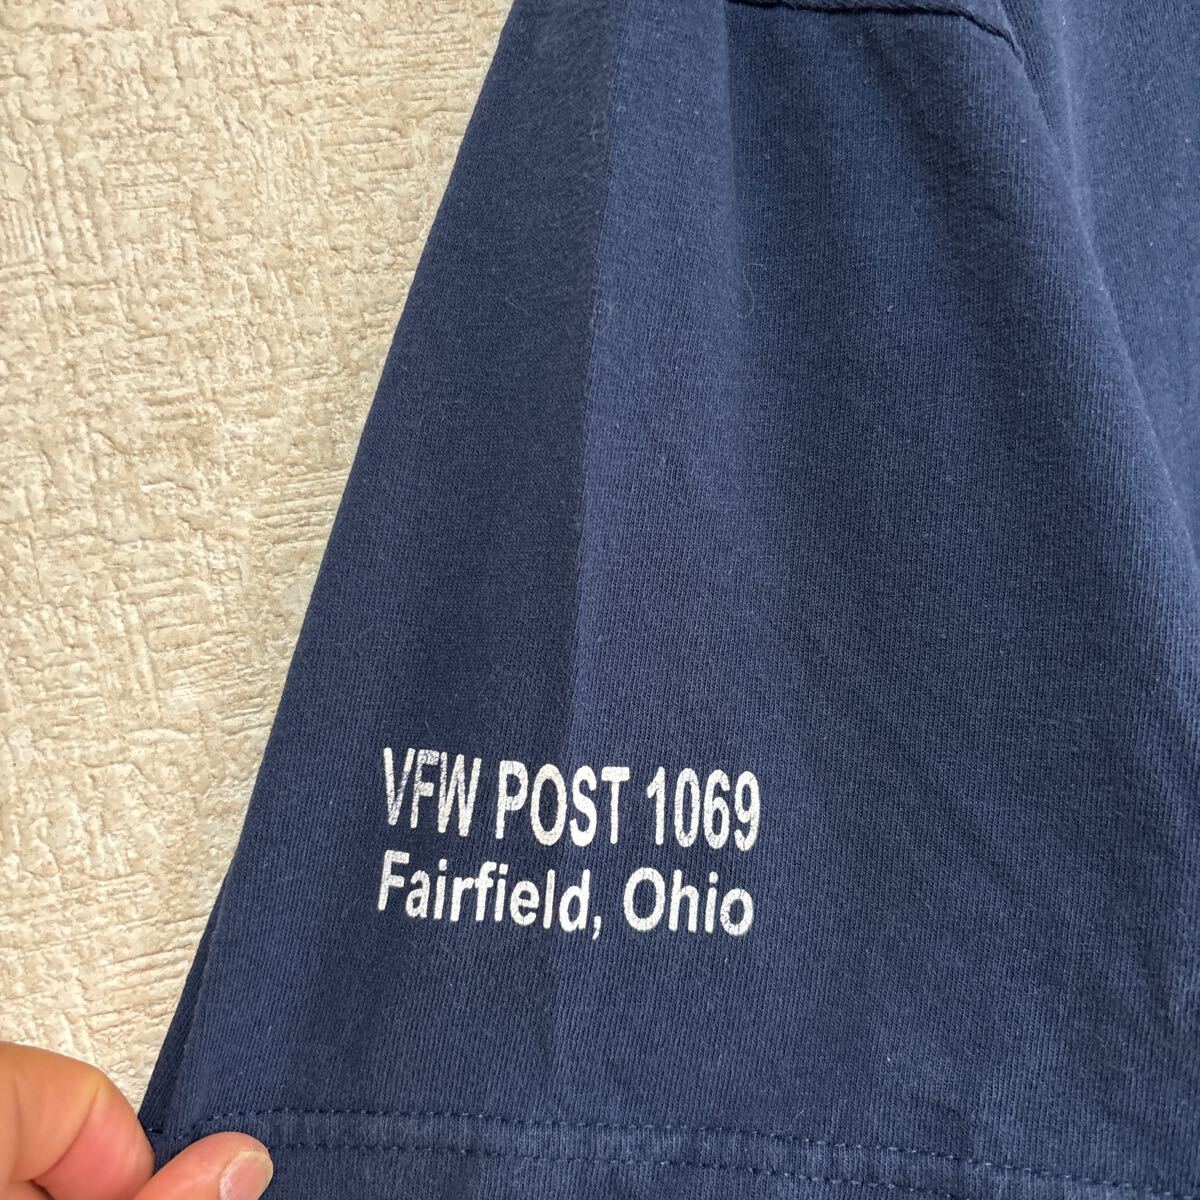 VFW POST 1069
Fairfield, Ohio